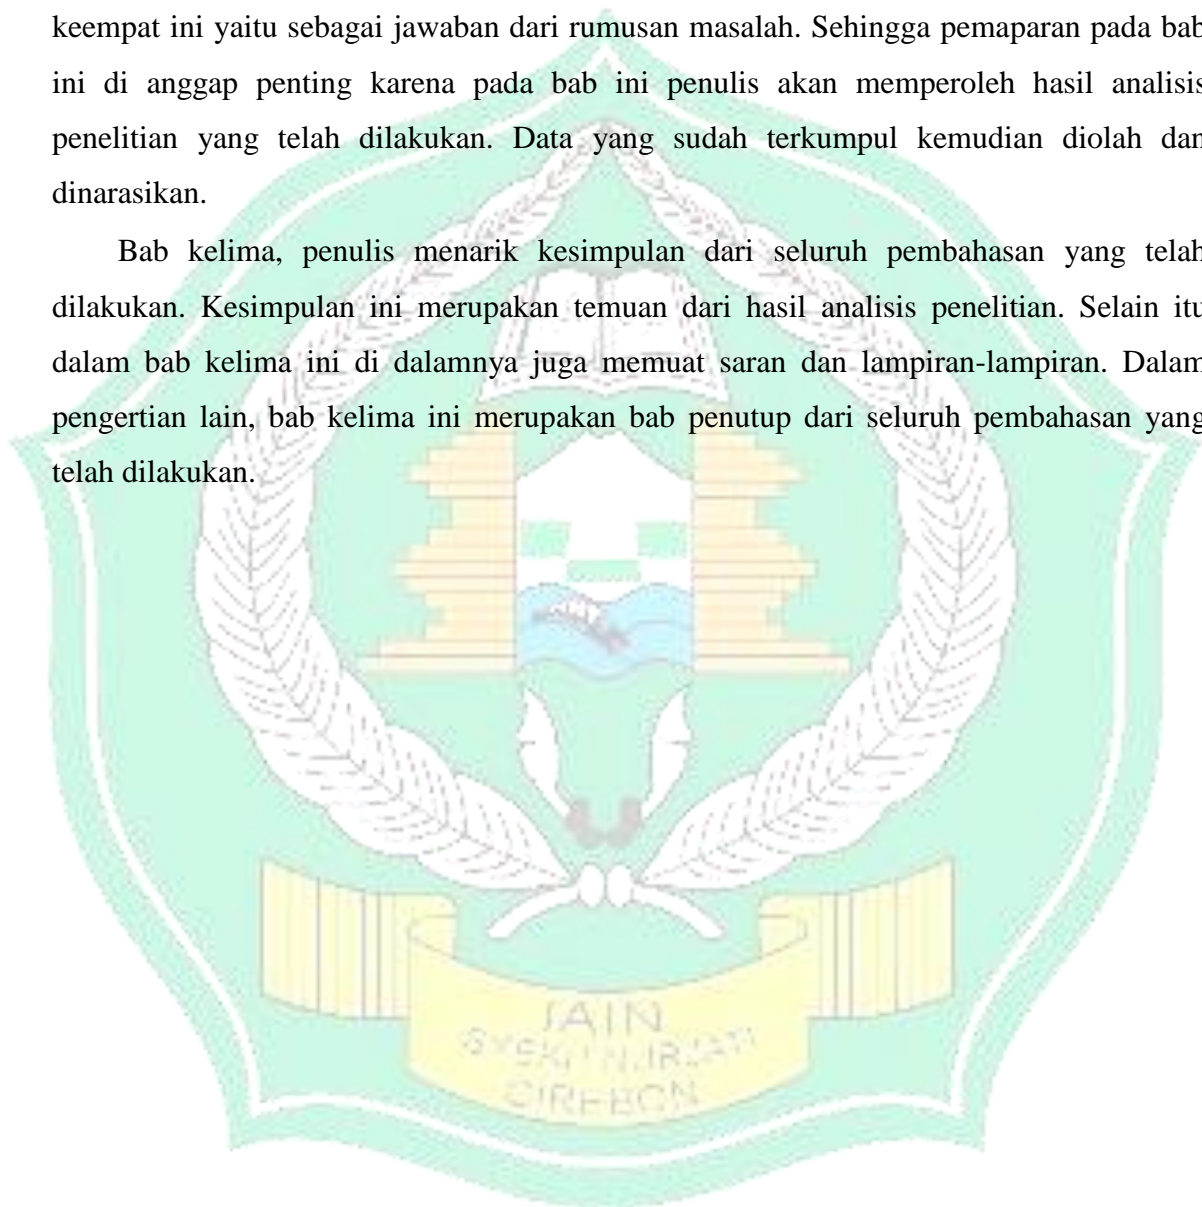 keempat ini yaitu sebagai jawaban dari rumusan masalah. Sehingga pemaparan pada bab
ini di anggap penting karena pada bab ini penulis akan memperoleh hasil analisis
penelitian yang telah dilakukan. Data yang sudah terkumpul kemudian diolah dan
dinarasikan.
Bab kelima, penulis menarik kesimpulan dari seluruh pembahasan yang telah
dilakukan. Kesimpulan ini merupakan temuan dari hasil analisis penelitian. Selain itu
dalam bab kelima ini di dalamnya juga memuat saran dan lampiran-lampiran. Dalam
pengertian lain, bab kelima ini merupakan bab penutup dari seluruh pembahasan yang
telah dilakukan.
IAIN
SYEKH NURJATI
CIREBON